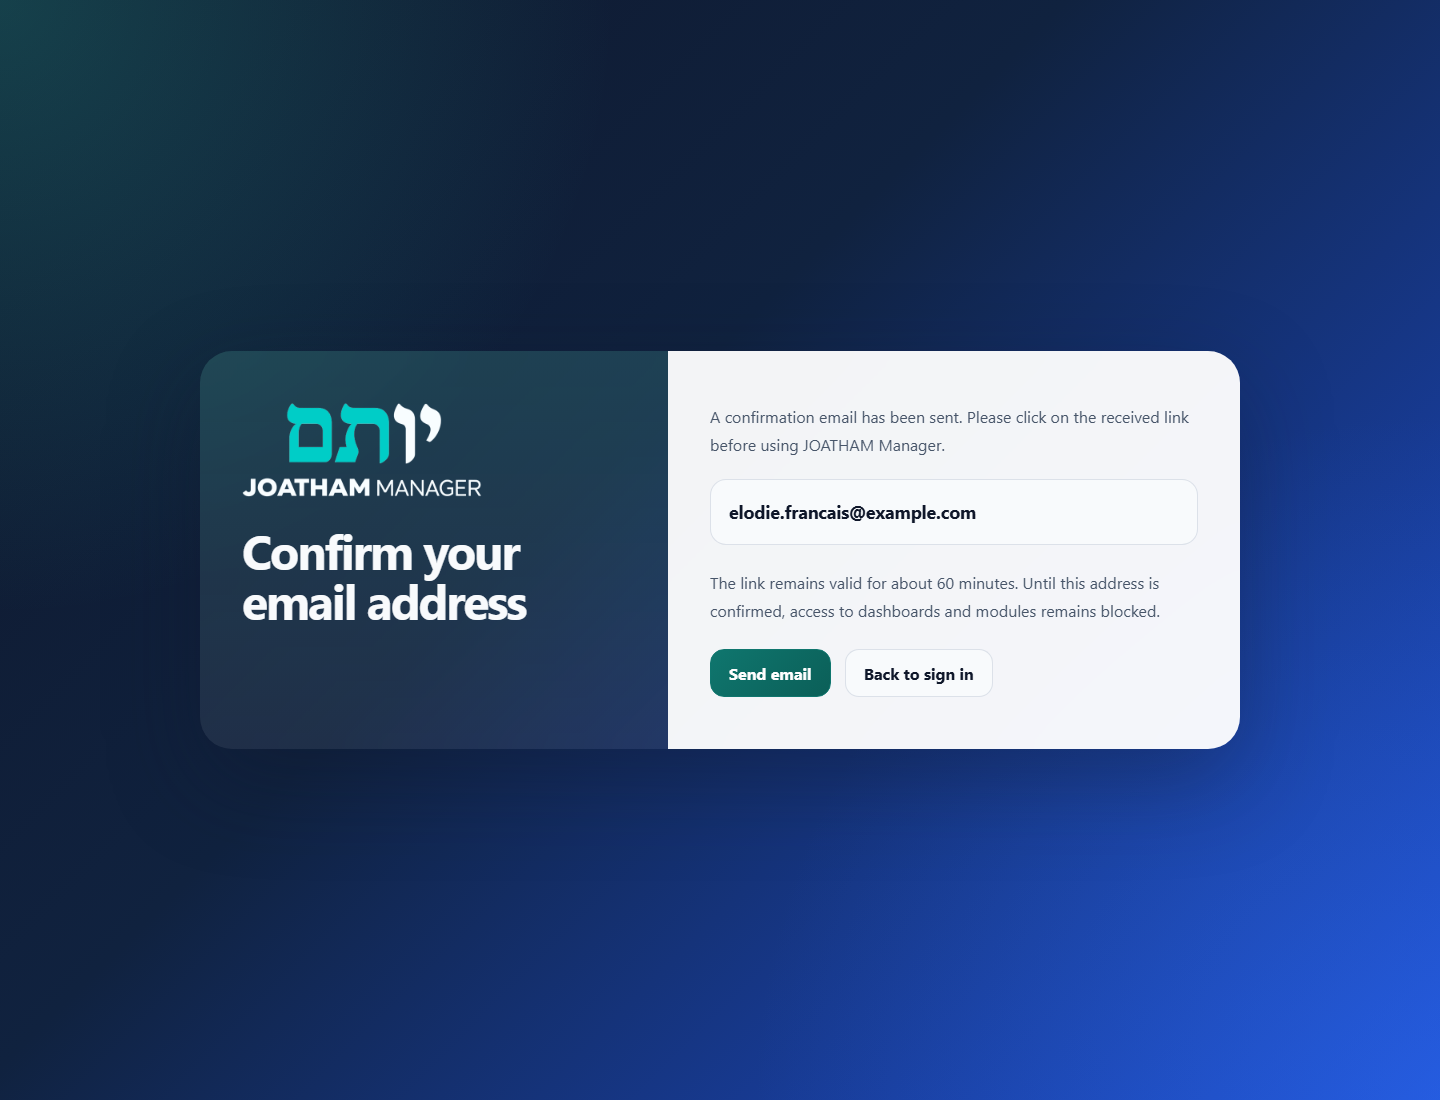 יותם
JOATHAM MANAGER
Confirm your
email address
A confirmation email has been sent. Please click on the received link
before using JOATHAM Manager.
elodie.francais@example.com
The link remains valid for about 60 minutes. Until this address is
confirmed, access to dashboards and modules remains blocked.
Send email
Back to sign in